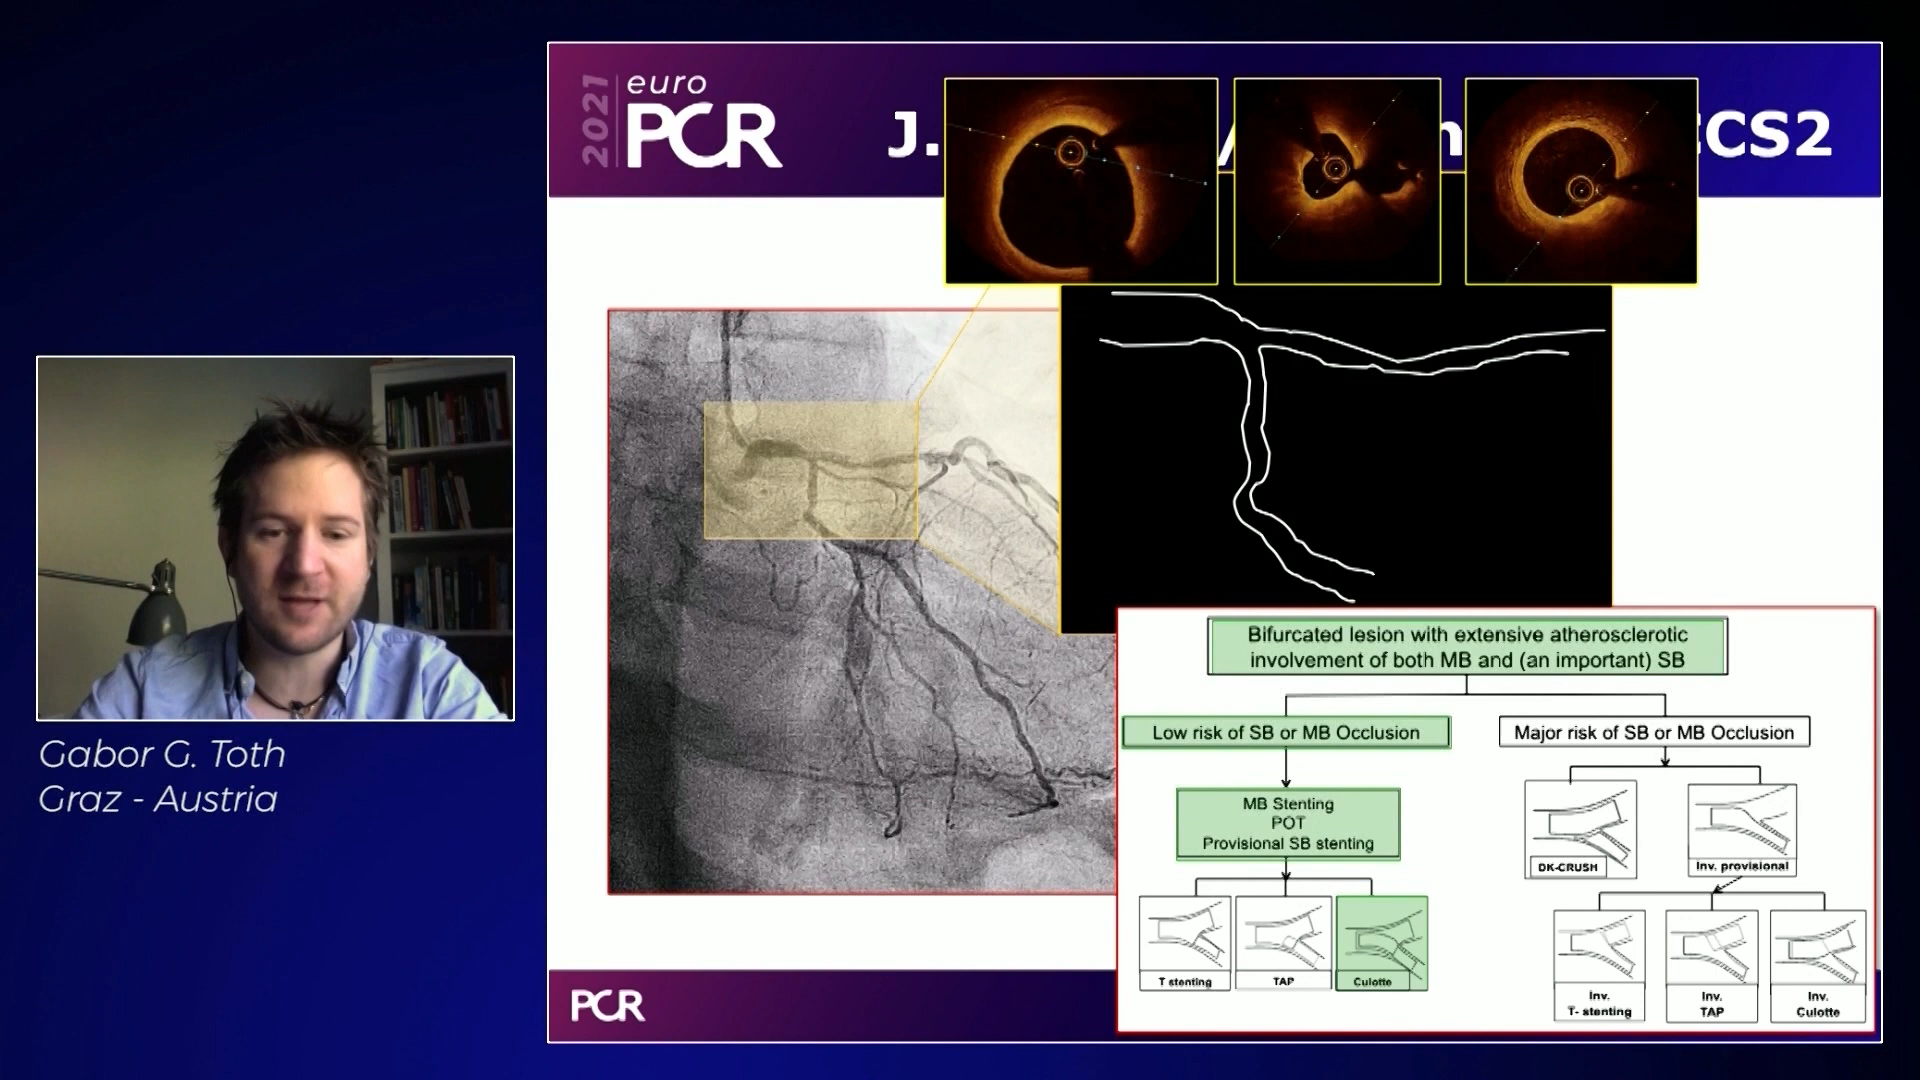 2021
euro
PCR
J.
CS2
Gabor G. Toth
Graz - Austria
Bifurcated lesion with extensive atherosclerotic
involvement of both MB and (an important) SB
Low risk of SB or MB Occlusion
Major risk of SB or MB Occlusion
MB Stenting
POT
Provisional SB stenting
DK-CRUSH
Inv. provisional
T stenting
TAP
Culotte
Inv.
T- stenting
Inv.
TAP
Inv.
Culotte
PCR